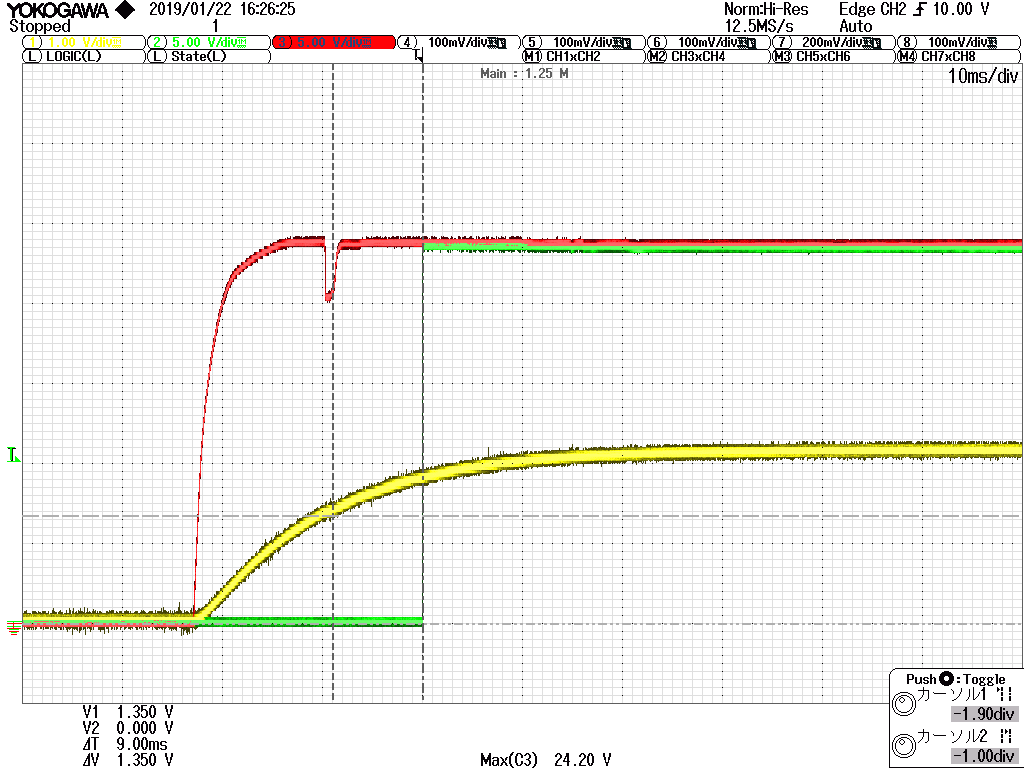 YOKOGAWA ◆ 2019/01/22 16:26:25 Norm:Hi-Res Edge CH2 10.00 V
Stopped 1 12.5MS/s Auto
1 1.00 V/div 2 5.00 V/div 3 5.00 V/div 4 100mV/div 5 100mV/div 6 100mV/div 7 200mV/div 8 100mV/div
L LOGIC(L) L State(L) M1 CH1xCH2 M2 CH3xCH4 M3 CH5xCH6 M4 CH7xCH8
Main : 1.25 M 10ms/div
Push :Toggle
カーソル1
-1.90div
カーソル2
-1.00div
V1 1.350 V
V2 0.000 V
ΔT 9.00ms
ΔV 1.350 V
Max(C3) 24.20 V